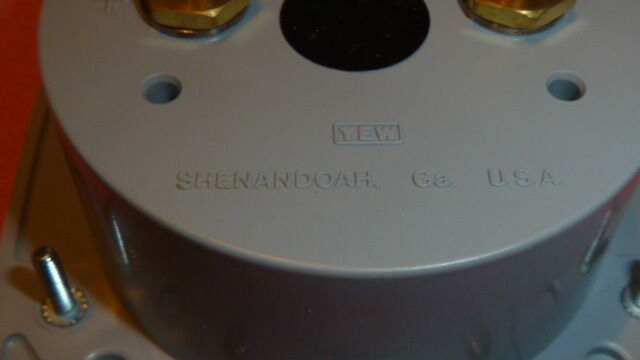 +
YEW
SHENANDOAH. Ga. U.S.A.